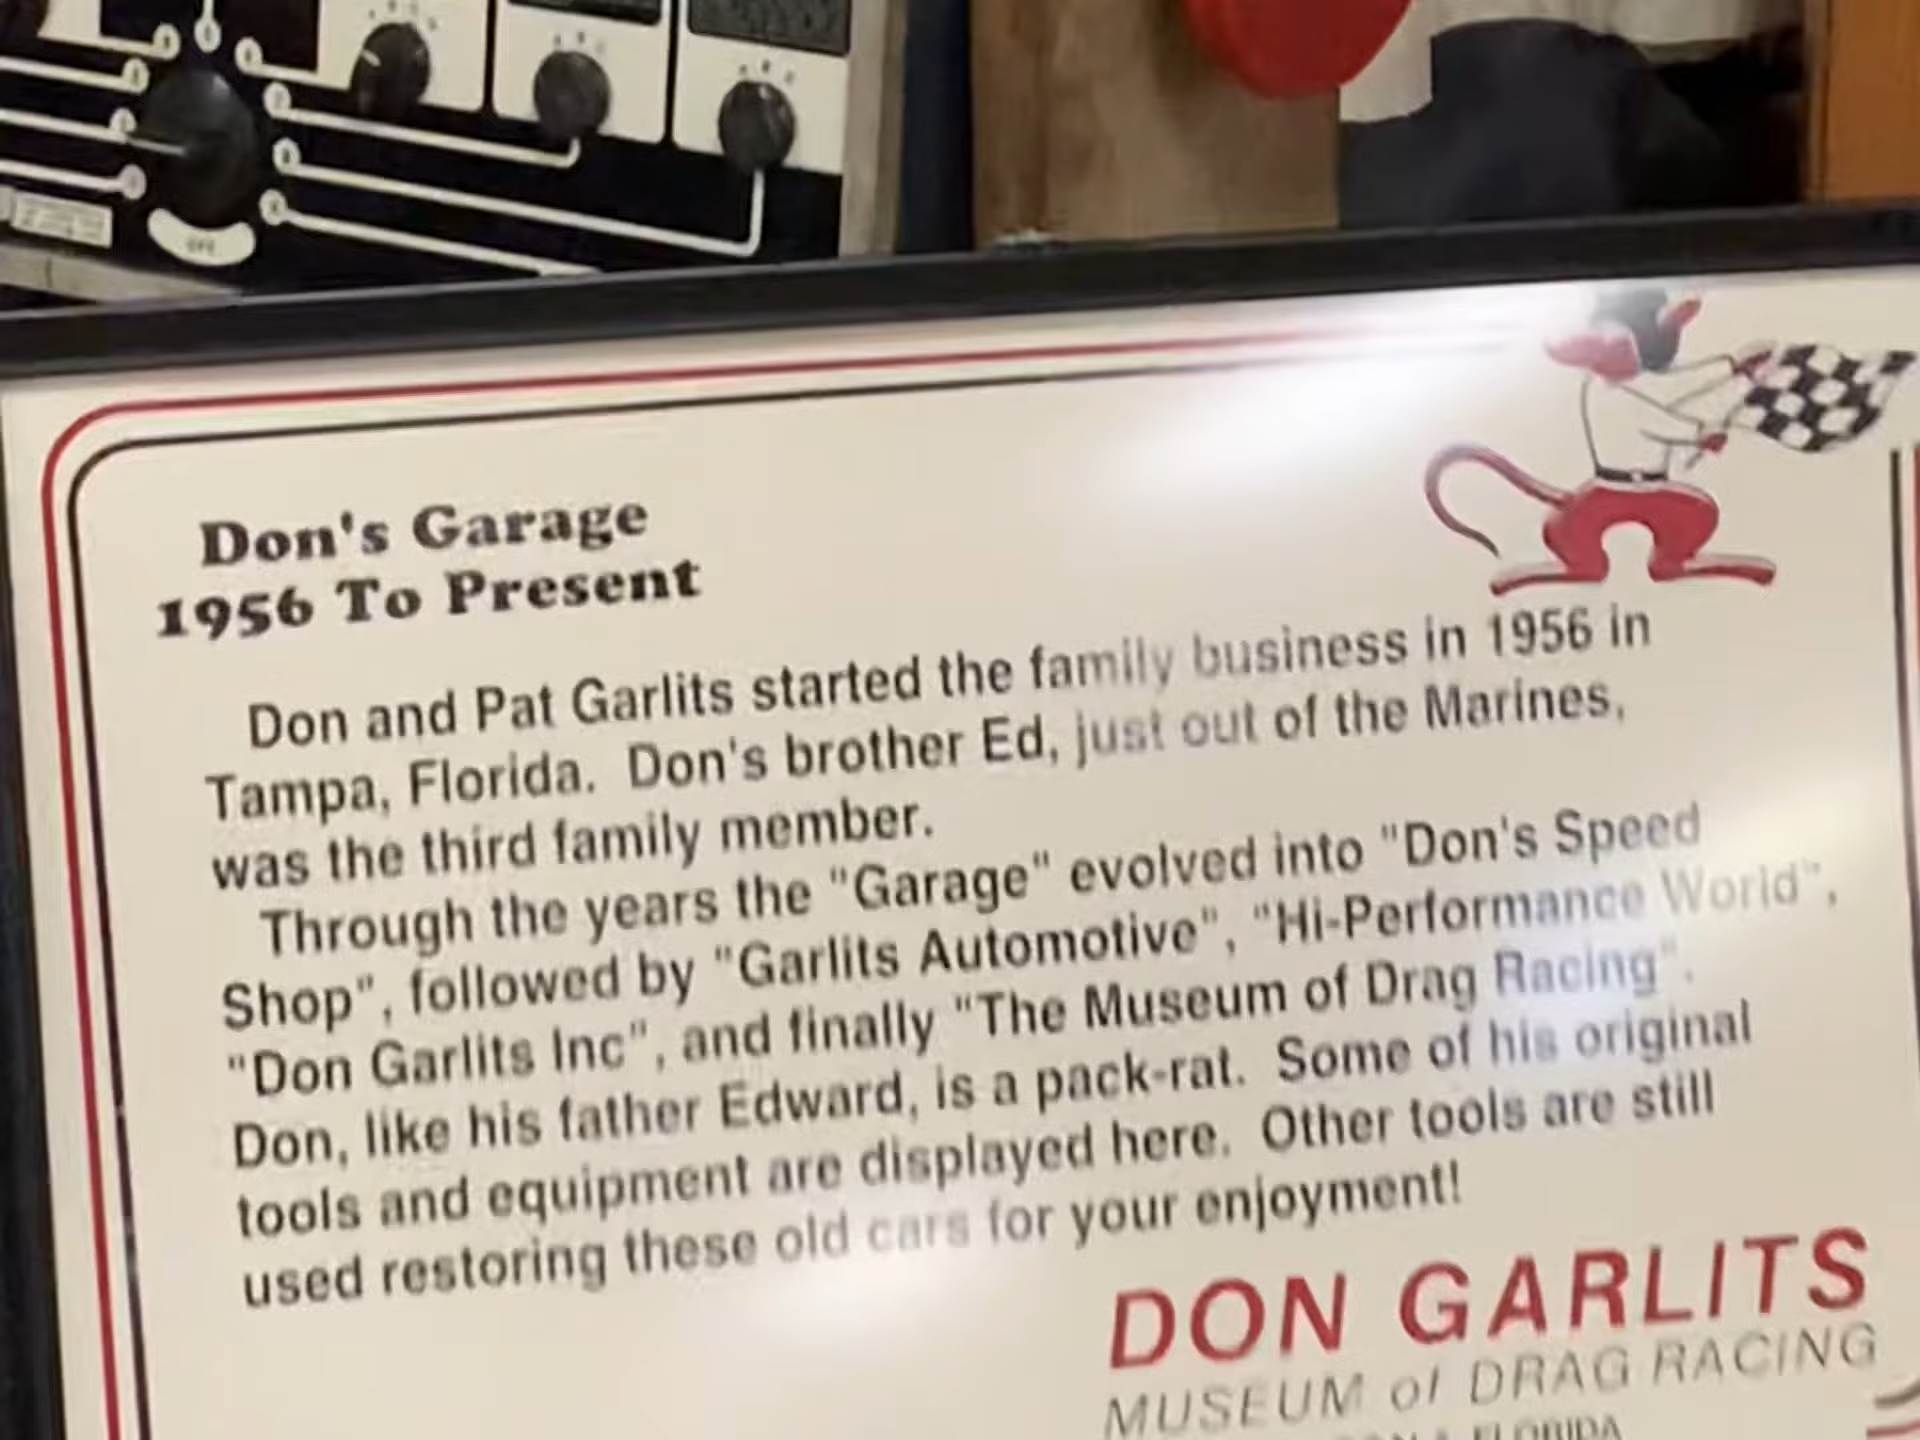 OFF
Don's Garage
1956 To Present
Don and Pat Garlits started the family business in 1956 in
Tampa, Florida. Don's brother Ed, just out of the Marines,
was the third family member.
Through the years the "Garage" evolved into "Don's Speed
Shop", followed by "Garlits Automotive", "Hi-Performance World",
"Don Garlits Inc", and finally "The Museum of Drag Racing".
Don, like his father Edward, is a pack-rat. Some of his original
tools and equipment are displayed here. Other tools are still
used restoring these old cars for your enjoyment!
DON GARLITS
MUSEUM of DRAG RACING
FLORIDA